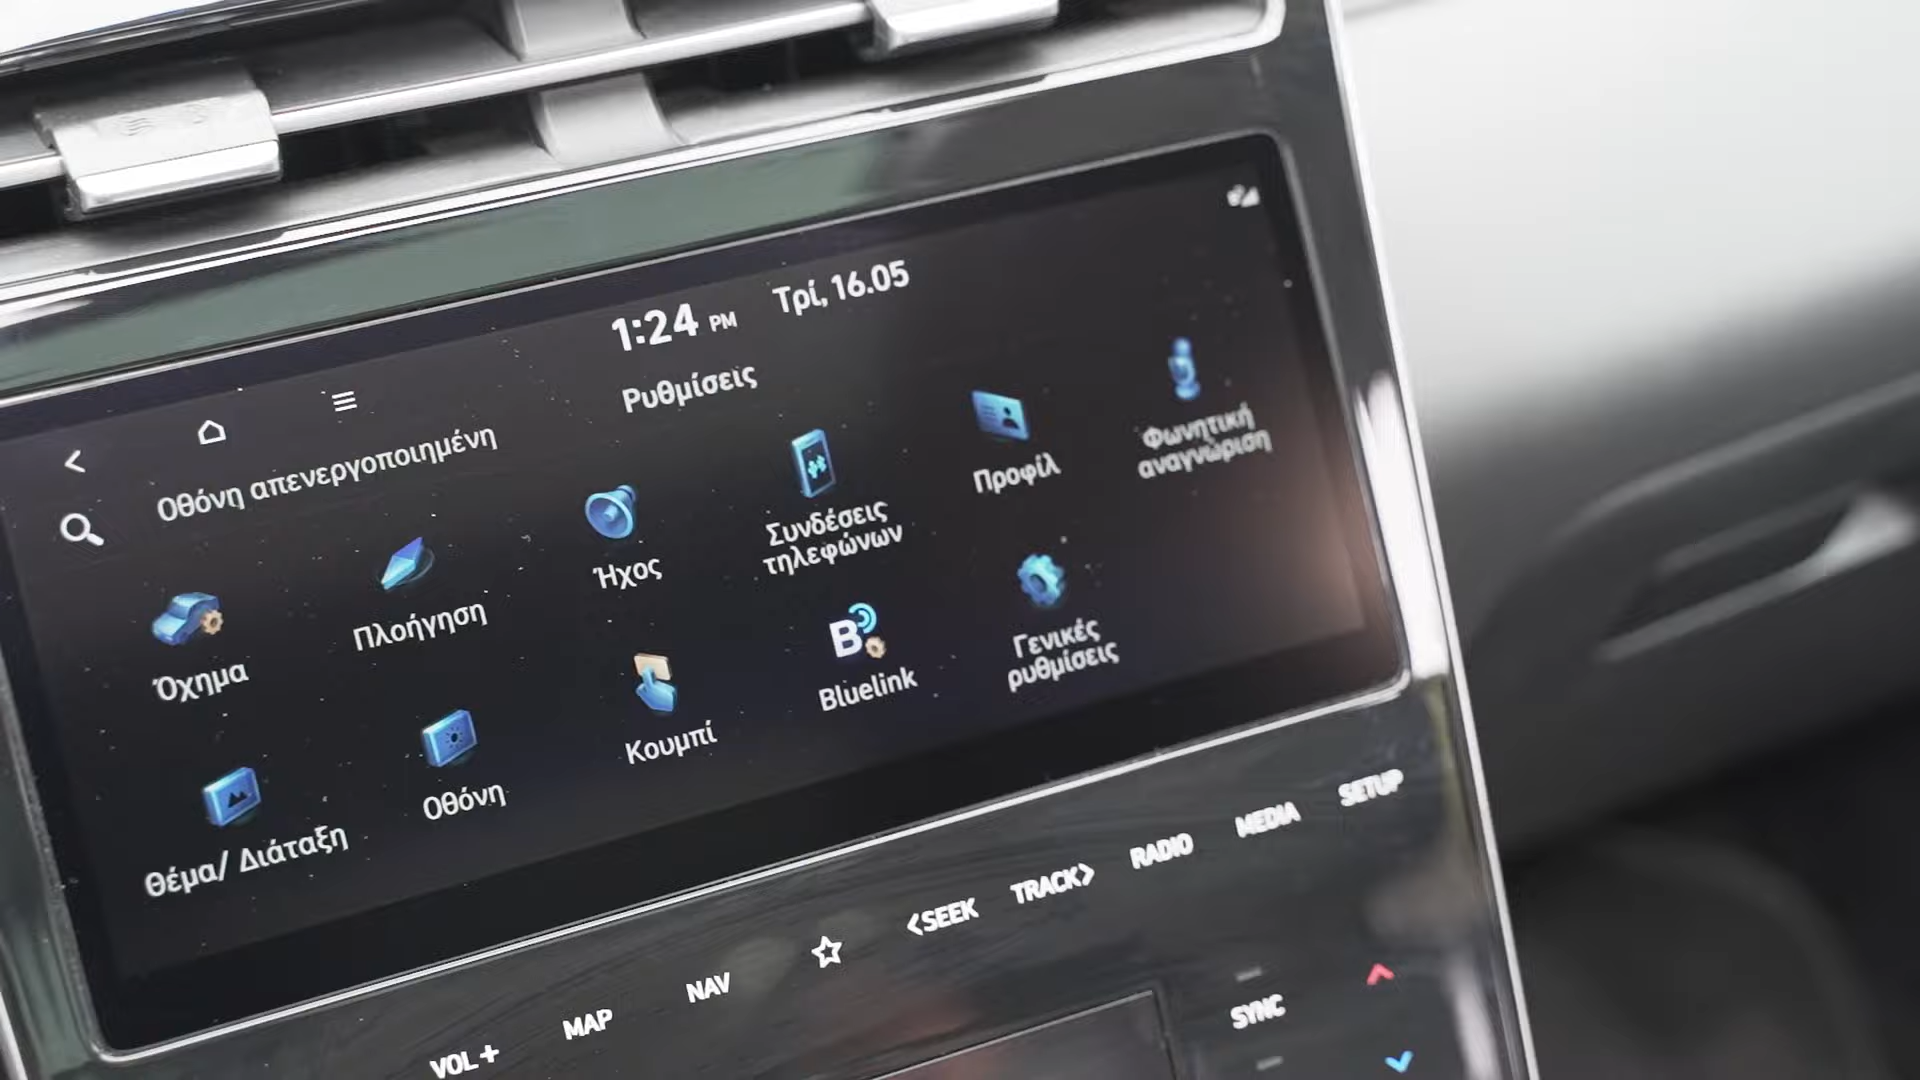 1:24 PM Τρί, 16.05
Ρυθμίσεις
Οθόνη απενεργοποιημένη
Όχημα
Πλοήγηση
Ήχος
Συνδέσεις
τηλεφώνων
Προφίλ
Φωνητική
αναγνώριση
Θέμα/ Διάταξη
Οθόνη
Κουμπί
Bluelink
Γενικές
ρυθμίσεις
VOL +
MAP
NAV
<SEEK
TRACK>
RADIO
MEDIA
SETUP
SYNC